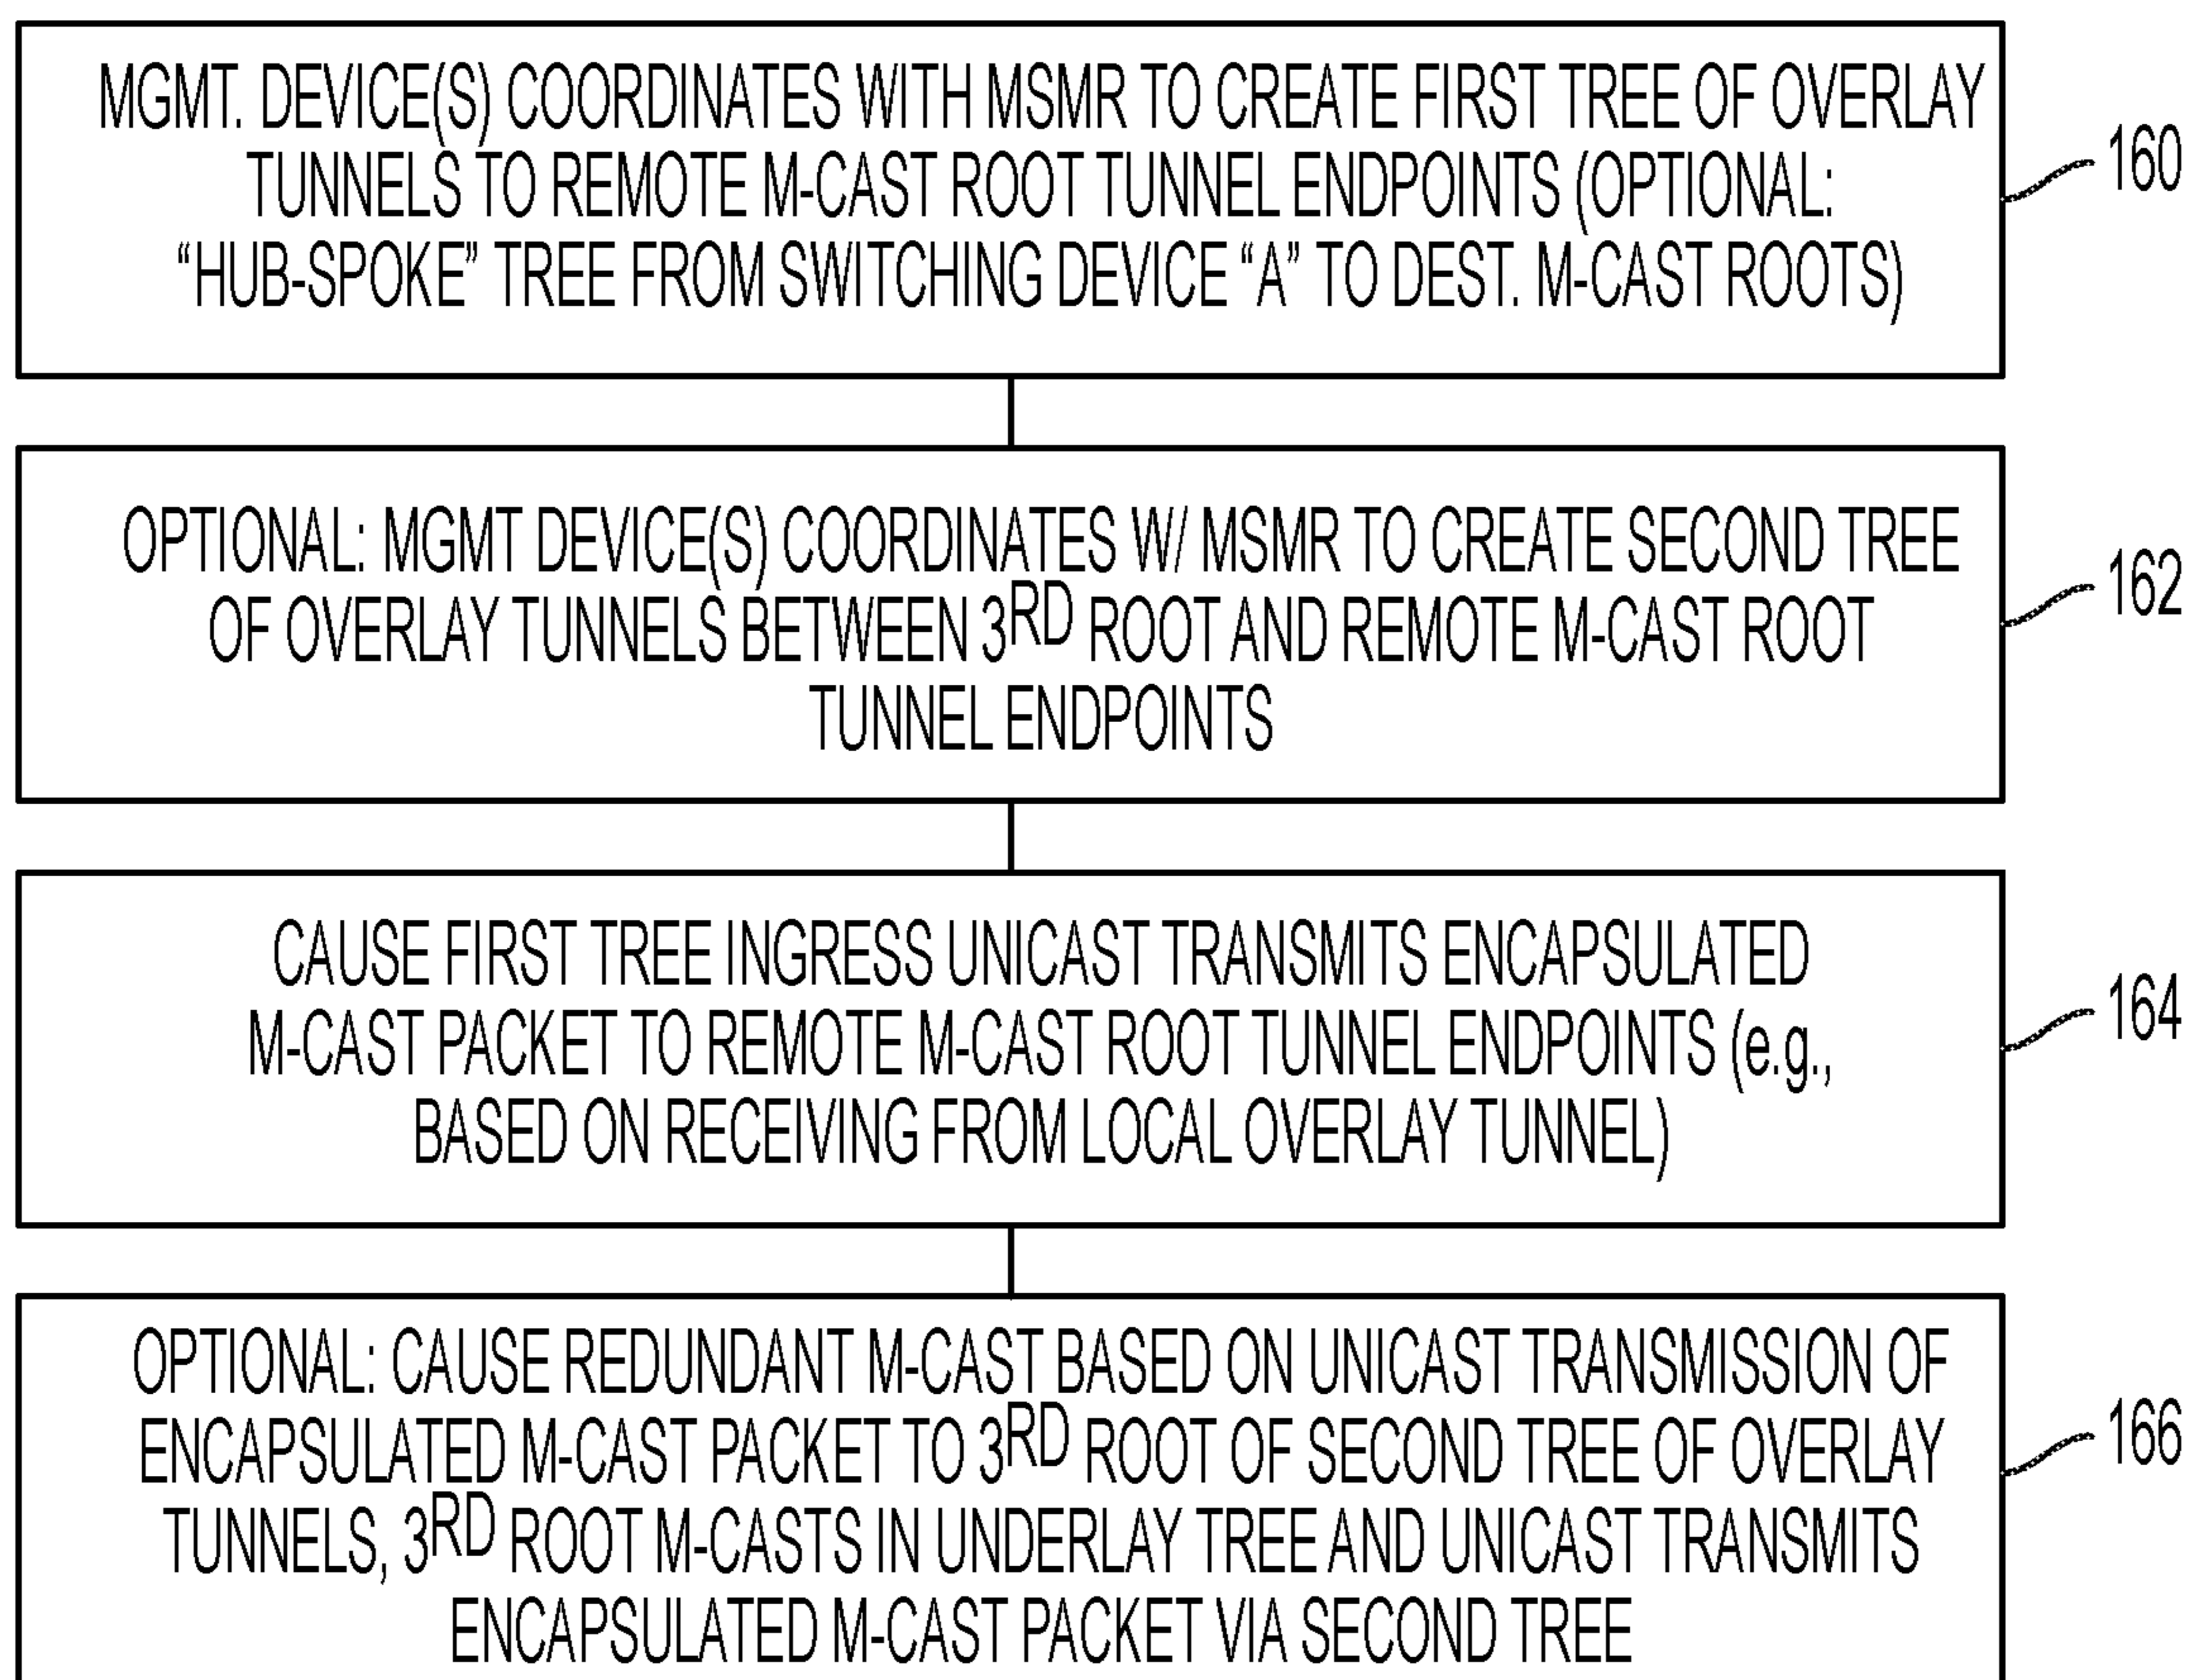 MGMT. DEVICE(S) COORDINATES WITH MSMR TO CREATE FIRST TREE OF OVERLAY
TUNNELS TO REMOTE M-CAST ROOT TUNNEL ENDPOINTS (OPTIONAL:
“HUB-SPOKE” TREE FROM SWITCHING DEVICE “A” TO DEST. M-CAST ROOTS)
160
OPTIONAL: MGMT DEVICE(S) COORDINATES W/ MSMR TO CREATE SECOND TREE
OF OVERLAY TUNNELS BETWEEN 3RD ROOT AND REMOTE M-CAST ROOT
TUNNEL ENDPOINTS
162
CAUSE FIRST TREE INGRESS UNICAST TRANSMITS ENCAPSULATED
M-CAST PACKET TO REMOTE M-CAST ROOT TUNNEL ENDPOINTS (e.g.,
BASED ON RECEIVING FROM LOCAL OVERLAY TUNNEL)
164
OPTIONAL: CAUSE REDUNDANT M-CAST BASED ON UNICAST TRANSMISSION OF
ENCAPSULATED M-CAST PACKET TO 3RD ROOT OF SECOND TREE OF OVERLAY
TUNNELS, 3RD ROOT M-CASTS IN UNDERLAY TREE AND UNICAST TRANSMITS
ENCAPSULATED M-CAST PACKET VIA SECOND TREE
166